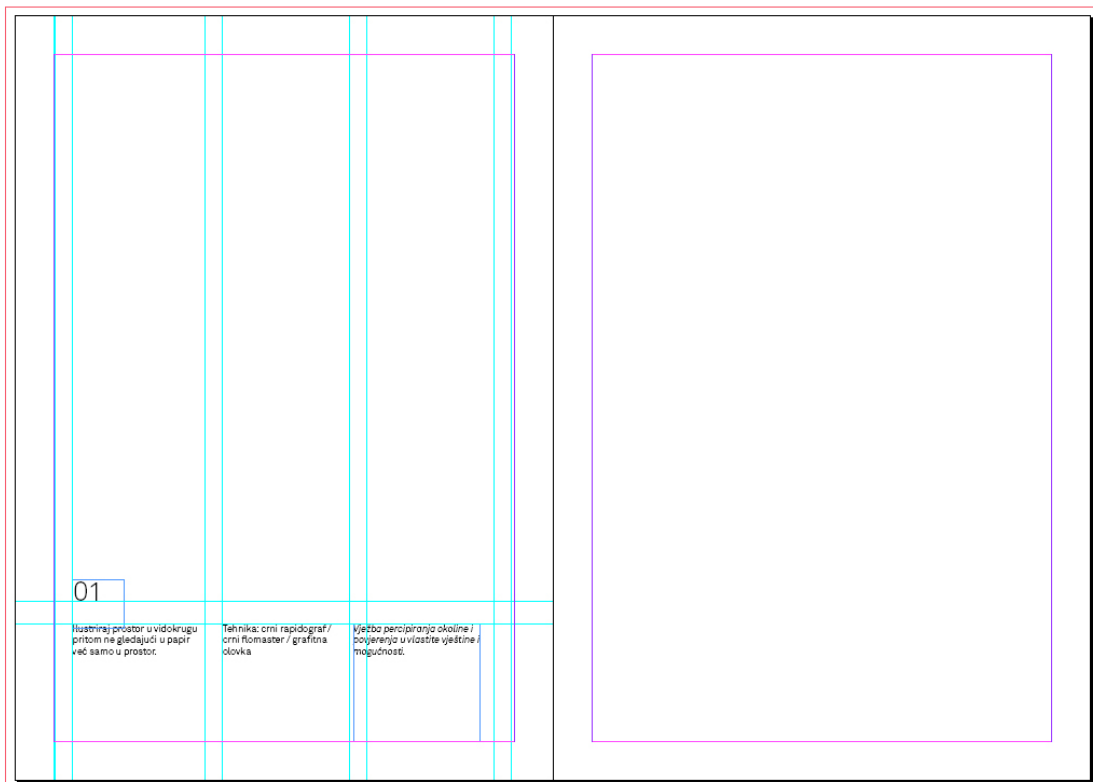 01
Ilustriraj prostor u vidokrugu
pritom ne gledajući u papir
već samo u prostor.
Tehnika: crni rapidograf /
crni flomaster / grafitna
olovka
Vježba percipiranja okoline i
povjerenja u vlastite vještine i
mogućnosti.